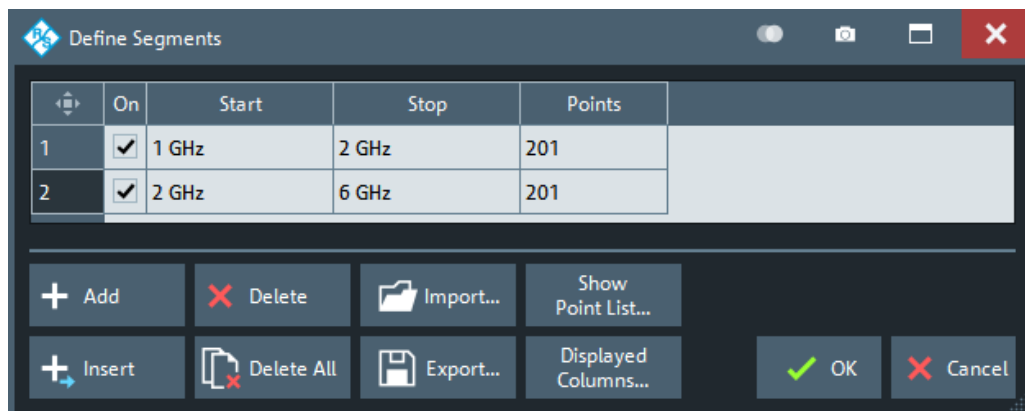 R&S Define Segments
On Start Stop Points
1 1 GHz 2 GHz 201
2 2 GHz 6 GHz 201
Add Delete Import... Show
Point List...
Insert Delete All Export... Displayed
Columns... OK Cancel